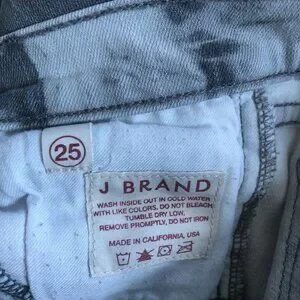 25
J BRAND
WASH INSIDE OUT IN COLD WATER
WITH LIKE COLORS. DO NOT BLEACH
TUMBLE DRY LOW,
REMOVE PROMPTLY, DO NOT IRON
MADE IN CALIFORNIA, USA